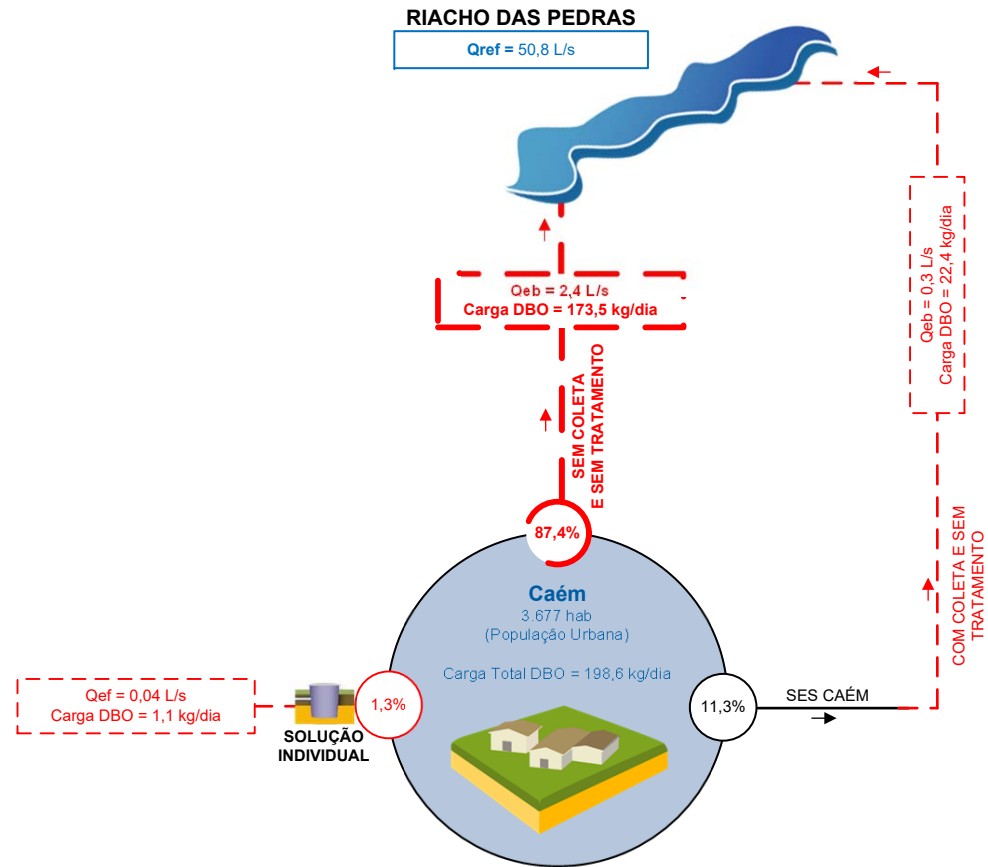 RIACHO DAS PEDRAS
Qref = 50,8 L/s
Qeb = 2,4 L/s
Carga DBO = 173,5 kg/dia
Qeb = 0,3 L/s
Carga DBO = 22,4 kg/dia
SEM COLETA
E SEM TRATAMENTO
COM COLETA E SEM
TRATAMENTO
87,4%
Caém
3.677 hab
(População Urbana)
Carga Total DBO = 198,6 kg/dia
Qef = 0,04 L/s
Carga DBO = 1,1 kg/dia
SOLUÇÃO
INDIVIDUAL
1,3%
11,3%
SES CAÉM